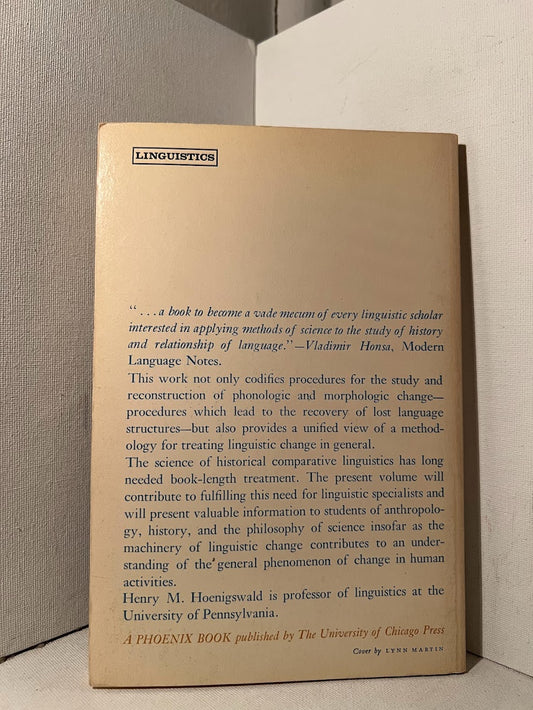 LINGUISTICS
“ . . . a book to become a vade mecum of every linguistic scholar
interested in applying methods of science to the study of history
and relationship of language.”—Vladimir Honsa, Modern
Language Notes.
This work not only codifies procedures for the study and
reconstruction of phonologic and morphologic change—
procedures which lead to the recovery of lost language
structures—but also provides a unified view of a method-
ology for treating linguistic change in general.
The science of historical comparative linguistics has long
needed book-length treatment. The present volume will
contribute to fulfilling this need for linguistic specialists and
will present valuable information to students of anthropolo-
gy, history, and the philosophy of science insofar as the
machinery of linguistic change contributes to an under-
standing of the general phenomenon of change in human
activities.
Henry M. Hoenigswald is professor of linguistics at the
University of Pennsylvania.
A PHOENIX BOOK published by The University of Chicago Press
Cover by LYNN MARTIN